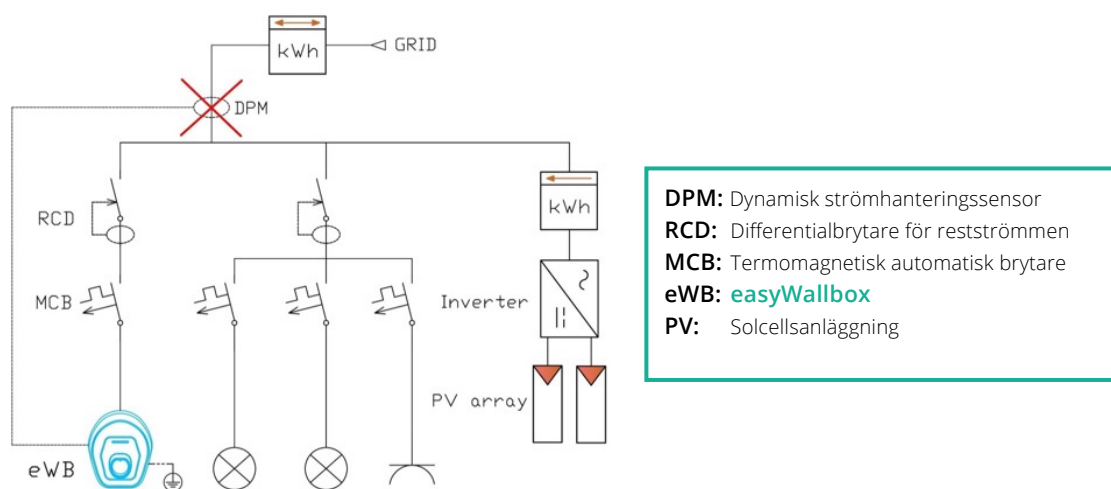 kWh
GRID
DPM
RCD
kWh
MCB
Inverter
PV array
eWB
DPM: Dynamisk strömhanteringssensor
RCD: Differentialbrytare för restströmmen
MCB: Termomagnetisk automatisk brytare
eWB: easyWallbox
PV: Solcellsanläggning